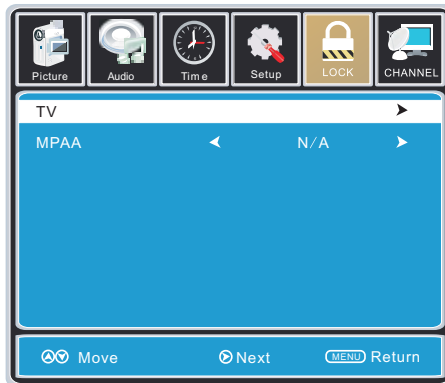 Picture Audio Time Setup LOCK CHANNEL
TV
MPAA N/A
Move Next MENU Return